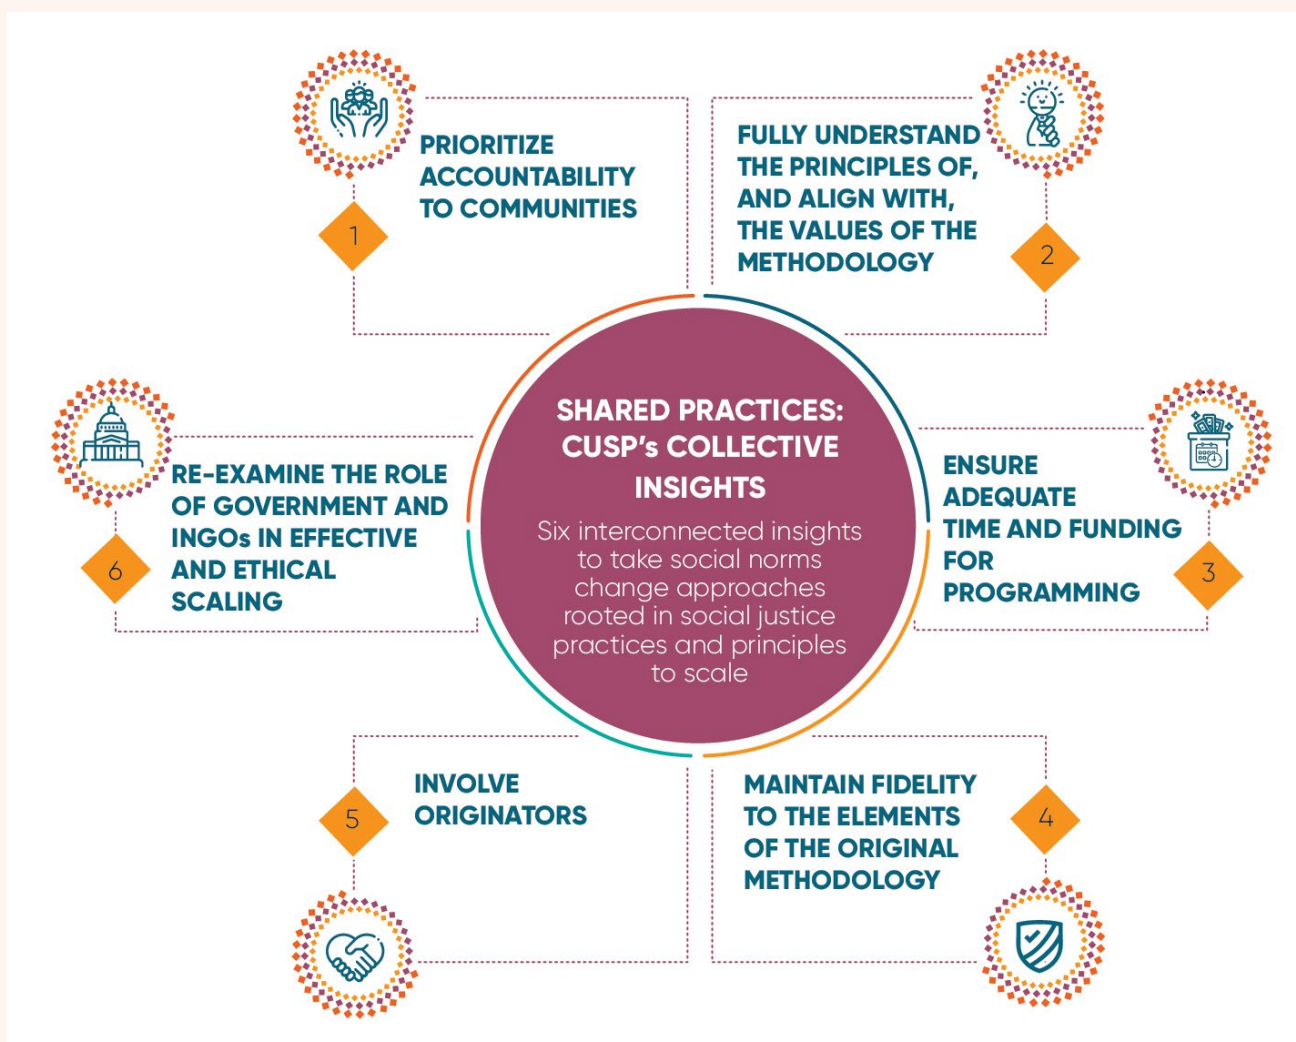 SHARED PRACTICES:
CUSP's COLLECTIVE
INSIGHTS
Six interconnected insights
to take social norms
change approaches
rooted in social justice
practices and principles
to scale
1
PRIORITIZE
ACCOUNTABILITY
TO COMMUNITIES
2
FULLY UNDERSTAND
THE PRINCIPLES OF,
AND ALIGN WITH,
THE VALUES OF THE
METHODOLOGY
3
ENSURE
ADEQUATE
TIME AND FUNDING
FOR
PROGRAMMING
4
MAINTAIN FIDELITY
TO THE ELEMENTS
OF THE ORIGINAL
METHODOLOGY
5
INVOLVE
ORIGINATORS
6
RE-EXAMINE THE ROLE
OF GOVERNMENT AND
INGOs IN EFFECTIVE
AND ETHICAL
SCALING